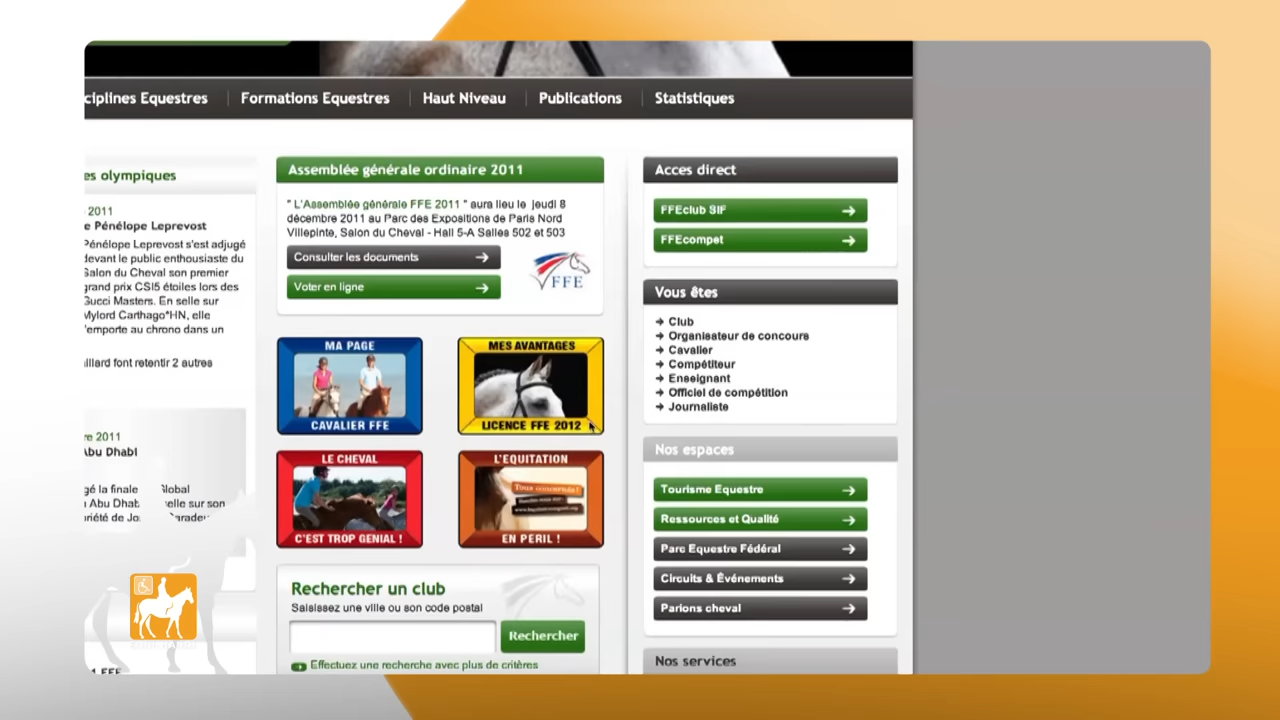 ciplines Equestres
Formations Equestres
Haut Niveau
Publications
Statistiques
es olympiques
2011
e Pénélope Leprevost
Pénélope Leprevost s'est adjugé
devant le public enthousiaste du
Salon du Cheval son premier
grand prix CSI5 étoiles lors des
Gucci Masters. En selle sur
Mylord Carthago*HN, elle
l'emporte au chrono dans un
illard font retentir 2 autres
re 2011
Abu Dhabi
gé la finale
Global
Abu Dhab
elle sur son
priété de Jo
Assemblée générale ordinaire 2011
" L'Assemblée générale FFE 2011 " aura lieu le jeudi 8
décembre 2011 au Parc des Expositions de Paris Nord
Villepinte, Salon du Cheval - Hall 5-A Salles 502 et 503
Consulter les documents
Voter en ligne
FFE
MA PAGE
CAVALIER FFE
MES AVANTAGES
LICENCE FFE 2012
LE CHEVAL
C'EST TROP GENIAL !
L'EQUITATION
EN PERIL !
Rechercher un club
Saisissez une ville ou son code postal
Rechercher
Effectuez une recherche avec plus de critères
Acces direct
FFEclub SIF
FFEcompet
Vous êtes
Club
Organisateur de concours
Cavalier
Compétiteur
Enseignant
Officiel de compétition
Journaliste
Nos espaces
Tourisme Equestre
Ressources et Qualité
Parc Equestre Fédéral
Circuits & Événements
Parlons cheval
Nos services